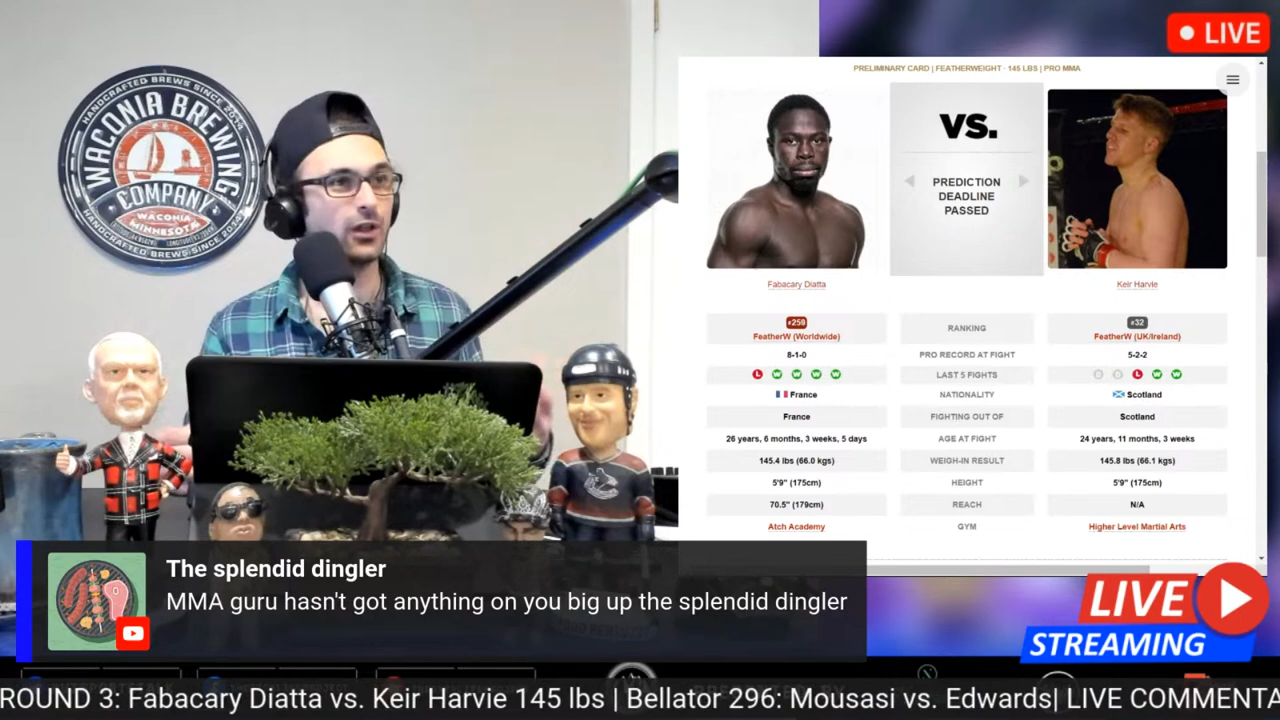 LIVE
HANDCRAFTED BREWS SINCE 2014
WACONIA BREWING
COMPANY
WACONIA
MINNESOTA
HANDCRAFTED BREWS SINCE 2014
PRELIMINARY CARD | FEATHERWEIGHT · 145 LBS | PRO MMA
VS.
PREDICTION
DEADLINE
PASSED
Fabacary Diatta
Keir Harvie
#259 RANKING #32
FeatherW (Worldwide) FeatherW (UK/Ireland)
8-1-0 PRO RECORD AT FIGHT 5-2-2
L W W W W LAST 5 FIGHTS D D L W W
France NATIONALITY Scotland
France FIGHTING OUT OF Scotland
26 years, 6 months, 3 weeks, 5 days AGE AT FIGHT 24 years, 11 months, 3 weeks
145.4 lbs (66.0 kgs) WEIGH-IN RESULT 145.8 lbs (66.1 kgs)
5'9" (175cm) HEIGHT 5'9" (175cm)
70.5" (179cm) REACH N/A
Atch Academy GYM Higher Level Martial Arts
The splendid dingler
MMA guru hasn't got anything on you big up the splendid dingler
LIVE
STREAMING
ROUND 3: Fabacary Diatta vs. Keir Harvie 145 lbs | Bellator 296: Mousasi vs. Edwards| LIVE COMMENTA